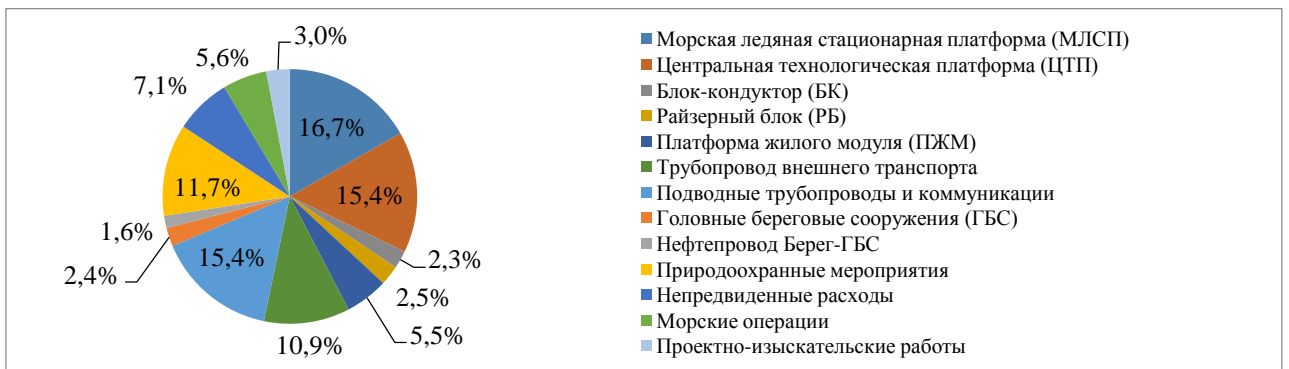 3,0%
5,6%
7,1%
16,7%
11,7%
15,4%
1,6%
2,3%
15,4%
2,4%
2,5%
5,5%
10,9%
Морская ледяная стационарная платформа (МЛСП)
Центральная технологическая платформа (ЦТП)
Блок-кондуктор (БК)
Райзерный блок (РБ)
Платформа жилого модуля (ПЖМ)
Трубопровод внешнего транспорта
Подводные трубопроводы и коммуникации
Головные береговые сооружения (ГБС)
Нефтепровод Берег-ГБС
Природоохранные мероприятия
Непредвиденные расходы
Морские операции
Проектно-изыскательские работы